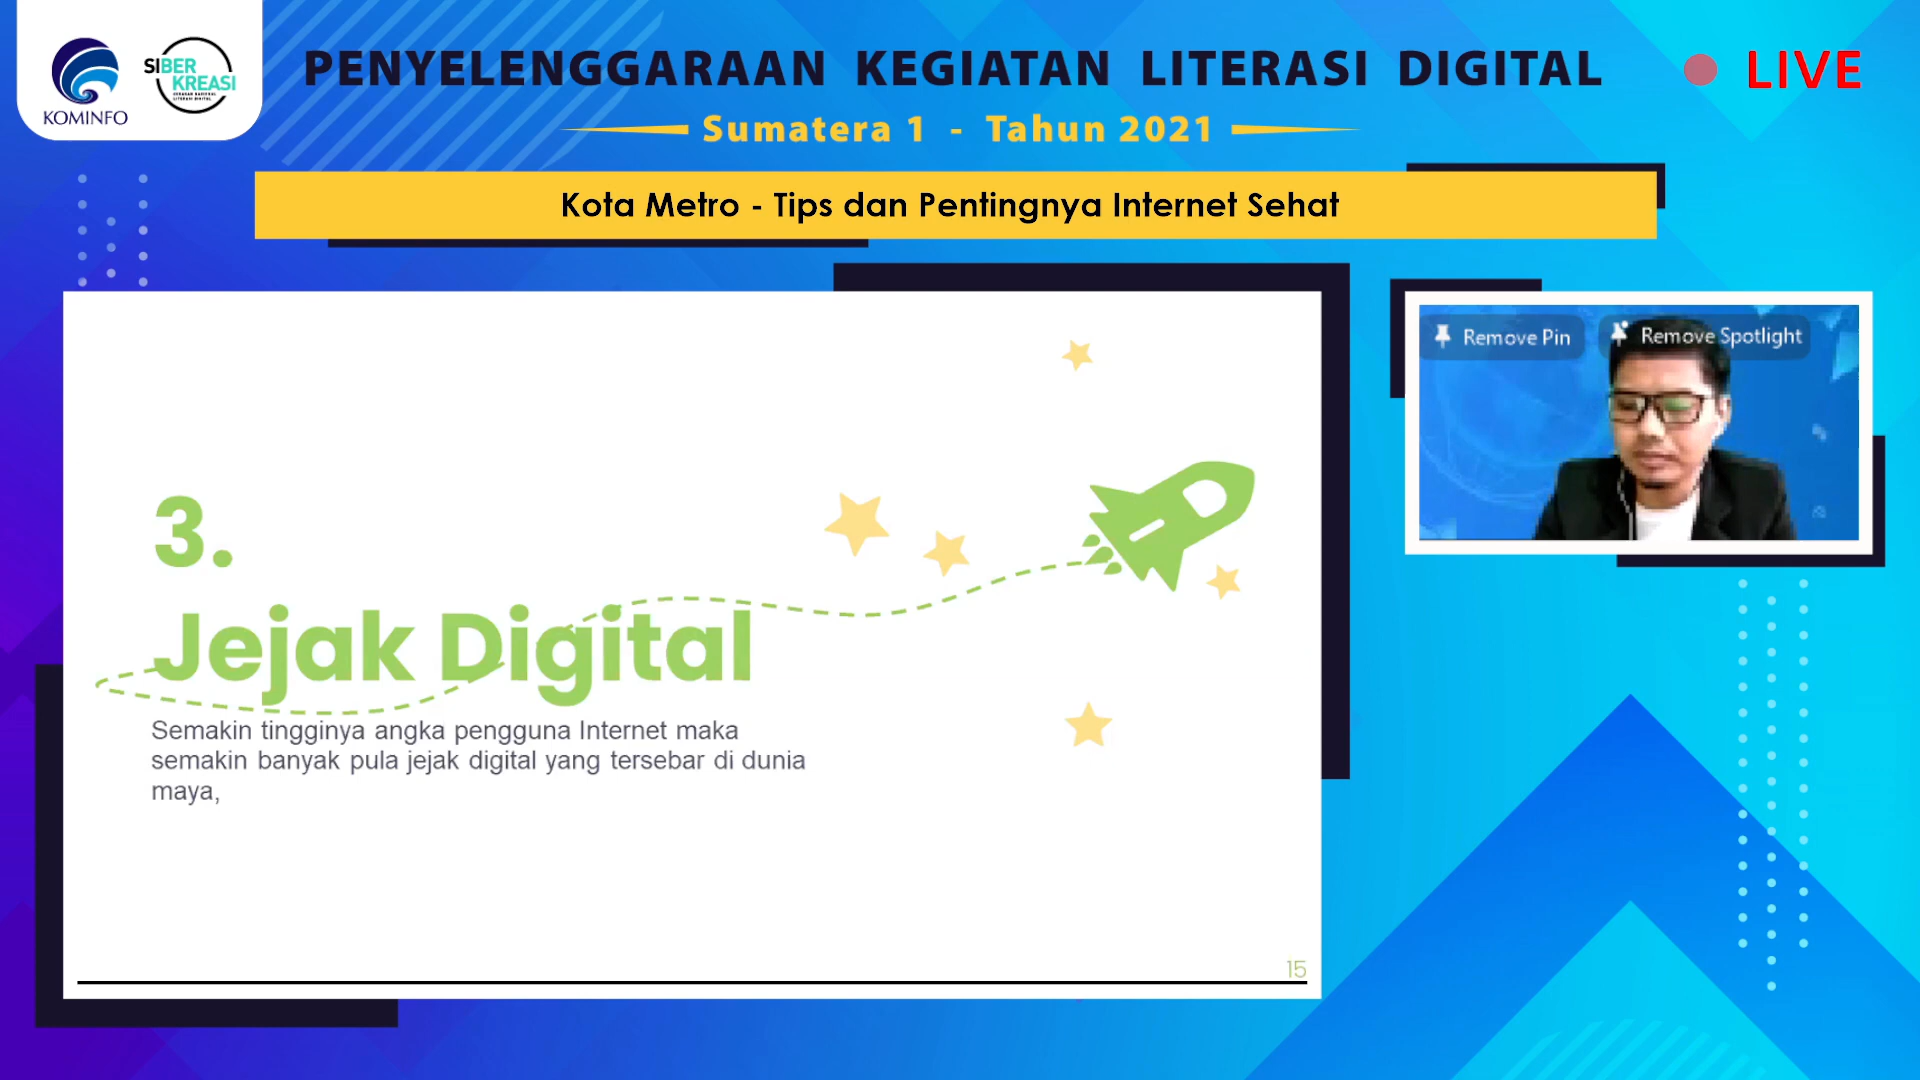 KOMINFO
SIBER
KREASI
GERAKAN NASIONAL
LITERASI DIGITAL
PENYELENGGARAAN KEGIATAN LITERASI DIGITAL
LIVE
Sumatera 1 - Tahun 2021
Kota Metro - Tips dan Pentingnya Internet Sehat
Remove Pin
Remove Spotlight
3.
Jejak Digital
Semakin tingginya angka pengguna Internet maka
semakin banyak pula jejak digital yang tersebar di dunia
maya,
15